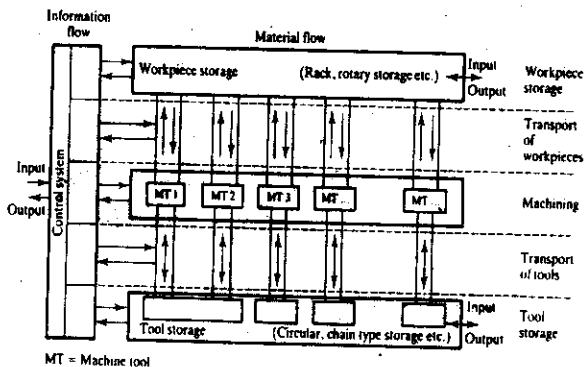 Information
flow
Material flow
Workpiece storage
(Rack, rotary storage etc.)
Input
Output
Workpiece
storage
Transport
of
workpieces
Input
Output
Control system
MT 1
MT 2
MT 3
MT...
MT...
Machining
Transport
of tools
Tool storage
(Circular, chain type storage etc.)
Input
Output
Tool
storage
MT = Machine tool